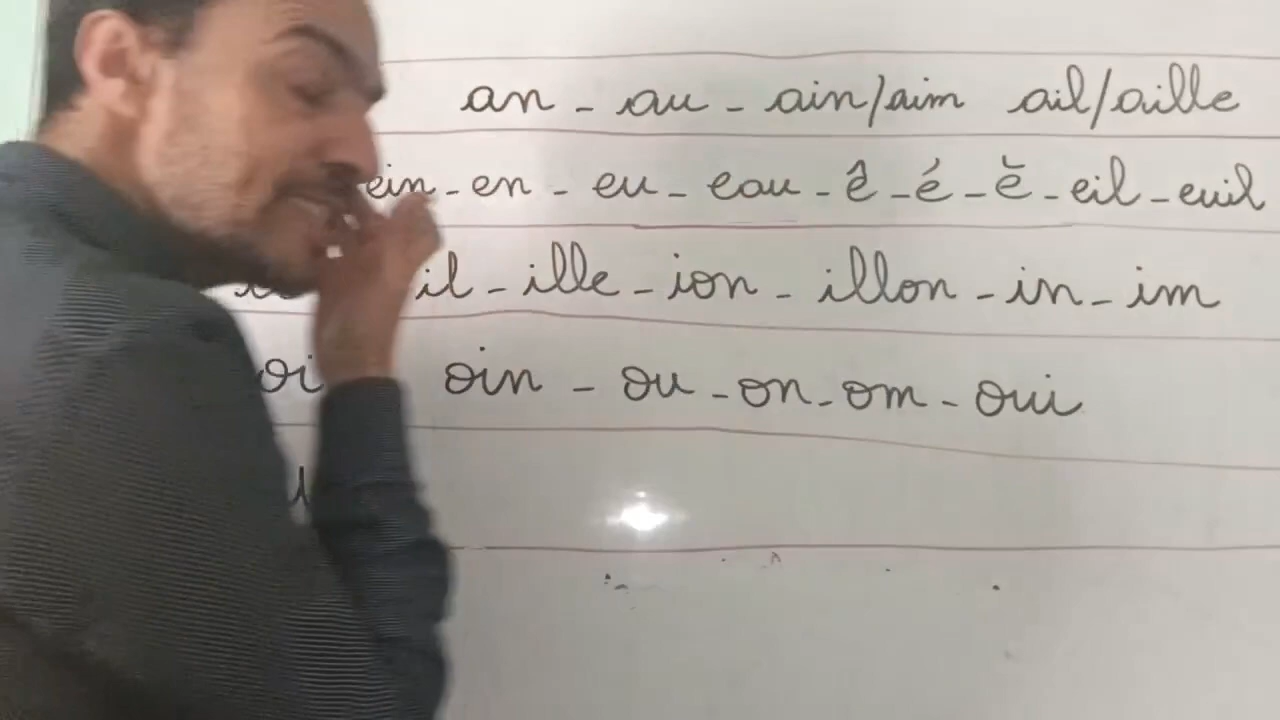 an - au - ain/aim ail/aille
ein - en - eu - eau - ê - é - ĕ - eil - euil
il - ille - ion - illon - in - im
oi oin - ou - on - om - oui